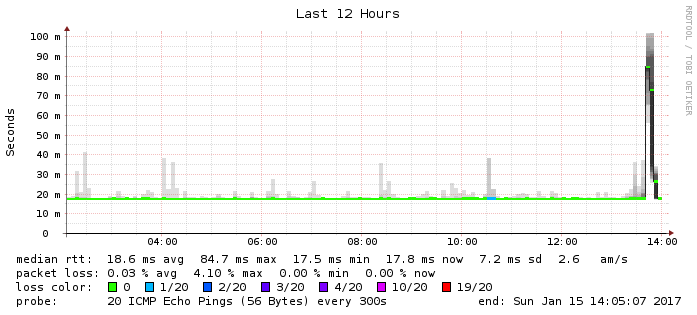 Last 12 Hours
RRDTOOL / TOBI OETIKER
Seconds
100 m
90 m
80 m
70 m
60 m
50 m
40 m
30 m
20 m
10 m
0
04:00 06:00 08:00 10:00 12:00 14:00
median rtt: 18.6 ms avg 84.7 ms max 17.5 ms min 17.8 ms now 7.2 ms sd 2.6 am/s
packet loss: 0.03 % avg 4.10 % max 0.00 % min 0.00 % now
loss color: 0 1/20 2/20 3/20 4/20 10/20 19/20
probe: 20 ICMP Echo Pings (56 Bytes) every 300s end: Sun Jan 15 14:05:07 2017